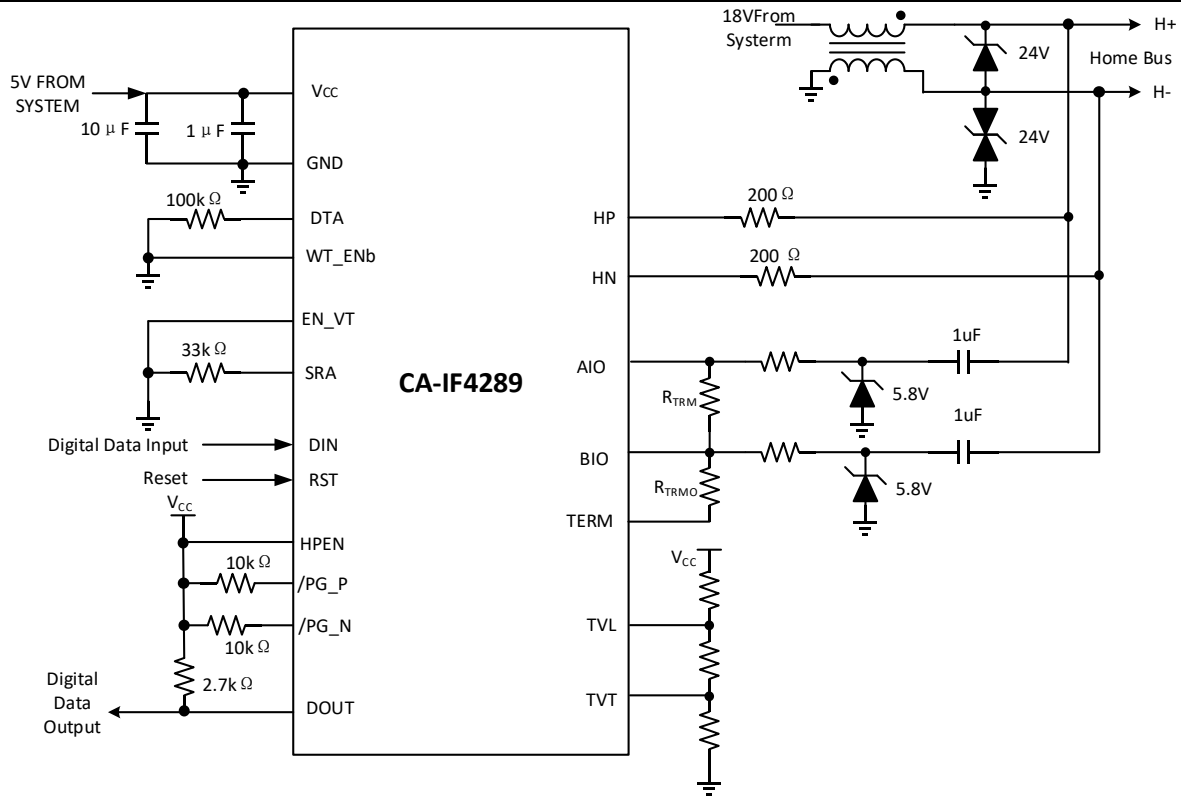 18VFrom
Systerm
H+
24V
Home Bus
H-
24V
5V FROM
SYSTEM
10 μ F
1 μ F
VCC
GND
100k Ω
DTA
WT_ENb
EN_VT
33k Ω
SRA
Digital Data Input
DIN
Reset
RST
VCC
HPEN
10k Ω
/PG_P
/PG_N
10k Ω
2.7k Ω
Digital
Data
Output
DOUT
CA-IF4289
HP
200 Ω
HN
200 Ω
AIO
1uF
RTRM
5.8V
1uF
BIO
RTRMO
5.8V
TERM
VCC
TVL
TVT